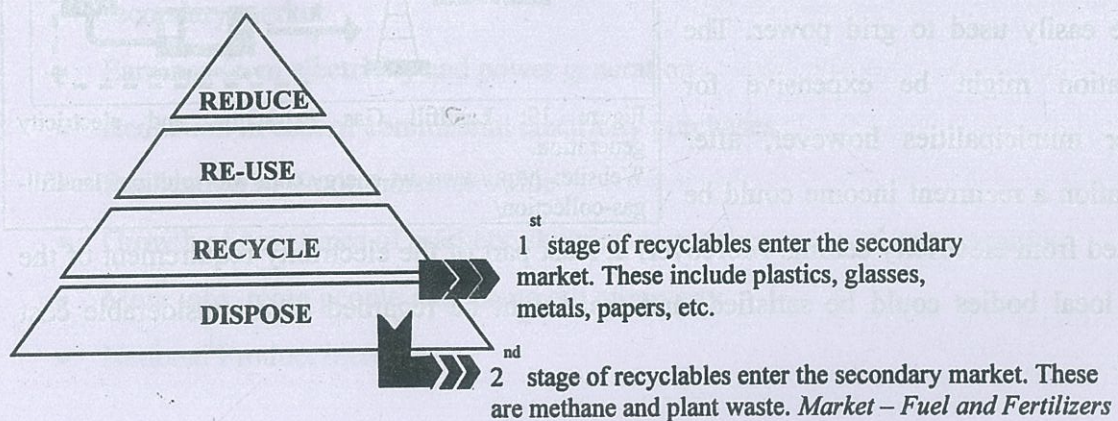 REDUCE
RE-USE
RECYCLE
DISPOSE
1st stage of recyclables enter the secondary
market. These include plastics, glasses,
metals, papers, etc.
2nd stage of recyclables enter the secondary market. These
are methane and plant waste. Market – Fuel and Fertilizers